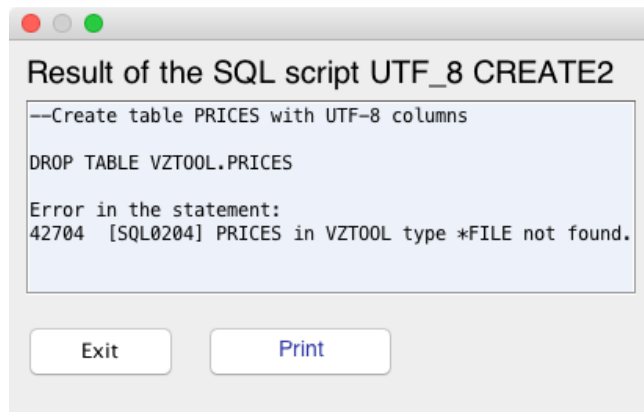 Result of the SQL script UTF_8 CREATE2
--Create table PRICES with UTF-8 columns
DROP TABLE VZTOOL.PRICES
Error in the statement:
42704  [SQL0204] PRICES in VZTOOL type *FILE not found.
Exit
Print